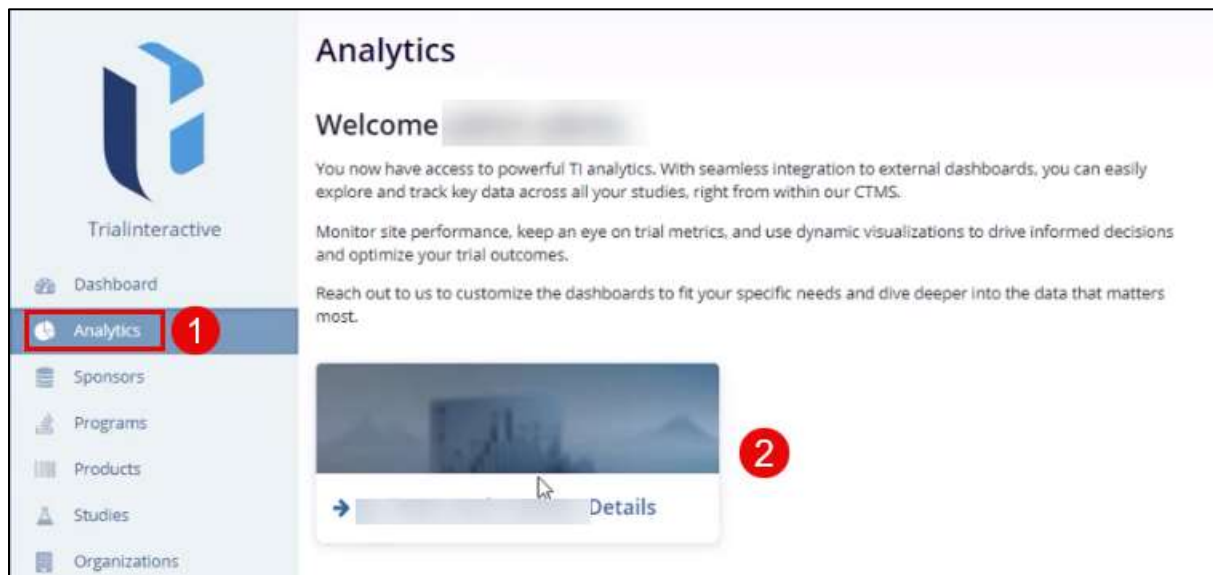 Trialinteractive
Dashboard
Analytics
1
Sponsors
Programs
Products
Studies
Organizations
Analytics
Welcome
You now have access to powerful TI analytics. With seamless integration to external dashboards, you can easily
explore and track key data across all your studies, right from within our CTMS.
Monitor site performance, keep an eye on trial metrics, and use dynamic visualizations to drive informed decisions
and optimize your trial outcomes.
Reach out to us to customize the dashboards to fit your specific needs and dive deeper into the data that matters
most.
2
Details